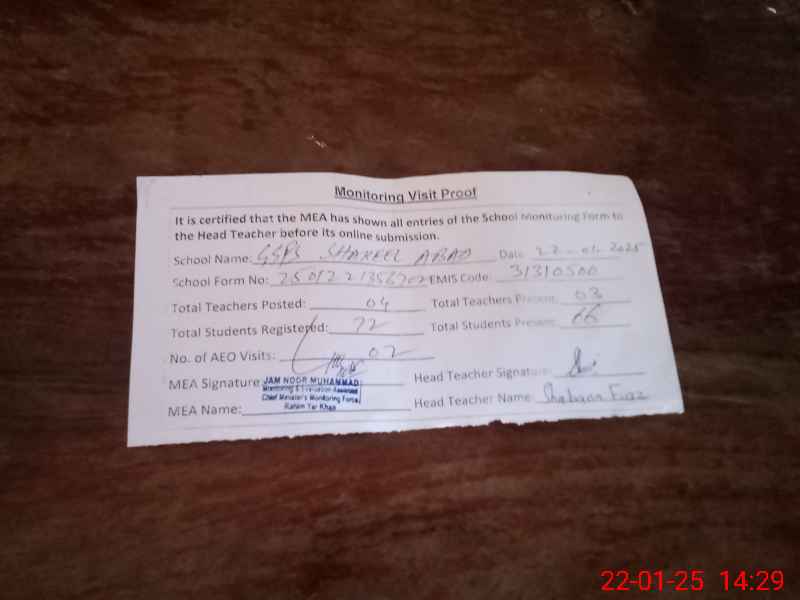 Monitoring Visit Proof
It is certified that the MEA has shown all entries of the School Monitoring Form to
the Head Teacher before its online submission.
School Name: GGPS SHAKEEL ABAD Date 22-01-2025
School Form No: EMIS Code: 31310500
Total Teachers Posted: 04 Total Teachers Present: 03
Total Students Registered: 72 Total Students Present: 66
No. of AEO Visits: 02
MEA Signature Head Teacher Signature:
JAM NOOR MUHAMMAD
Monitoring & Evaluation
Chief Minister's Monitoring Force
Rahim Yar Khan
MEA Name: Head Teacher Name:
22-01-25 14:29